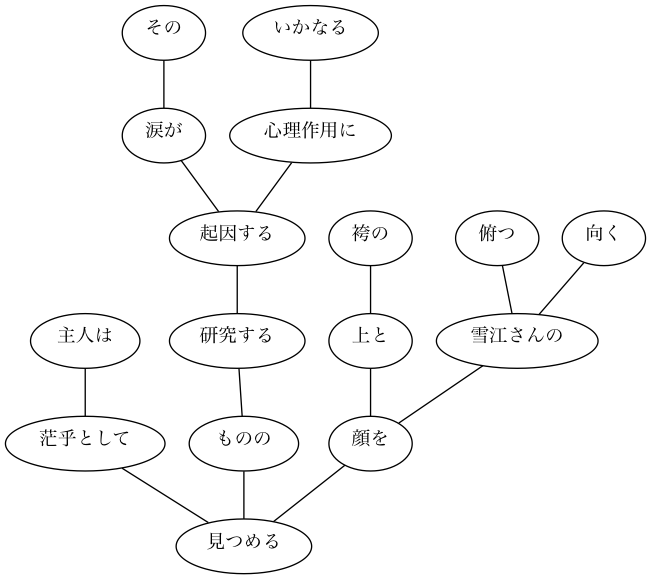 その
いかなる
涙が
心理作用に
起因する
袴の
俯つ
向く
主人は
研究する
上と
雪江さんの
茫乎として
ものの
顔を
見つめる